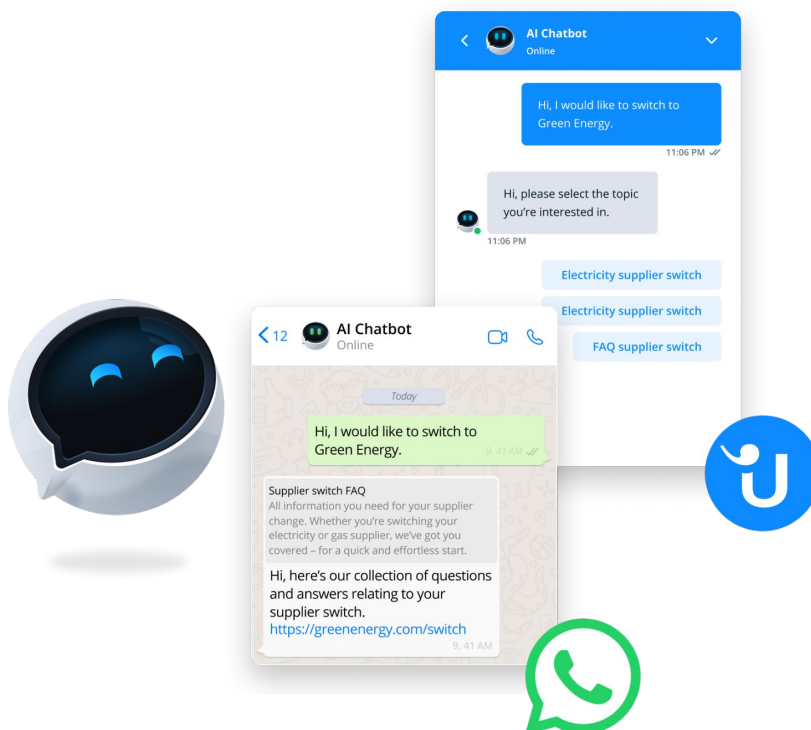 AI Chatbot
Online
Hi, I would like to switch to
Green Energy.
11:06 PM
Hi, please select the topic
you're interested in.
11:06 PM
Electricity supplier switch
Electricity supplier switch
FAQ supplier switch
12
AI Chatbot
Online
Today
Hi, I would like to switch to
Green Energy.
9. 41 AM
Supplier switch FAQ
All information you need for your supplier
change. Whether you're switching your
electricity or gas supplier, we've got you
covered – for a quick and effortless start.
Hi, here's our collection of questions
and answers relating to your
supplier switch.
https://greenenergy.com/switch
9. 41 AM